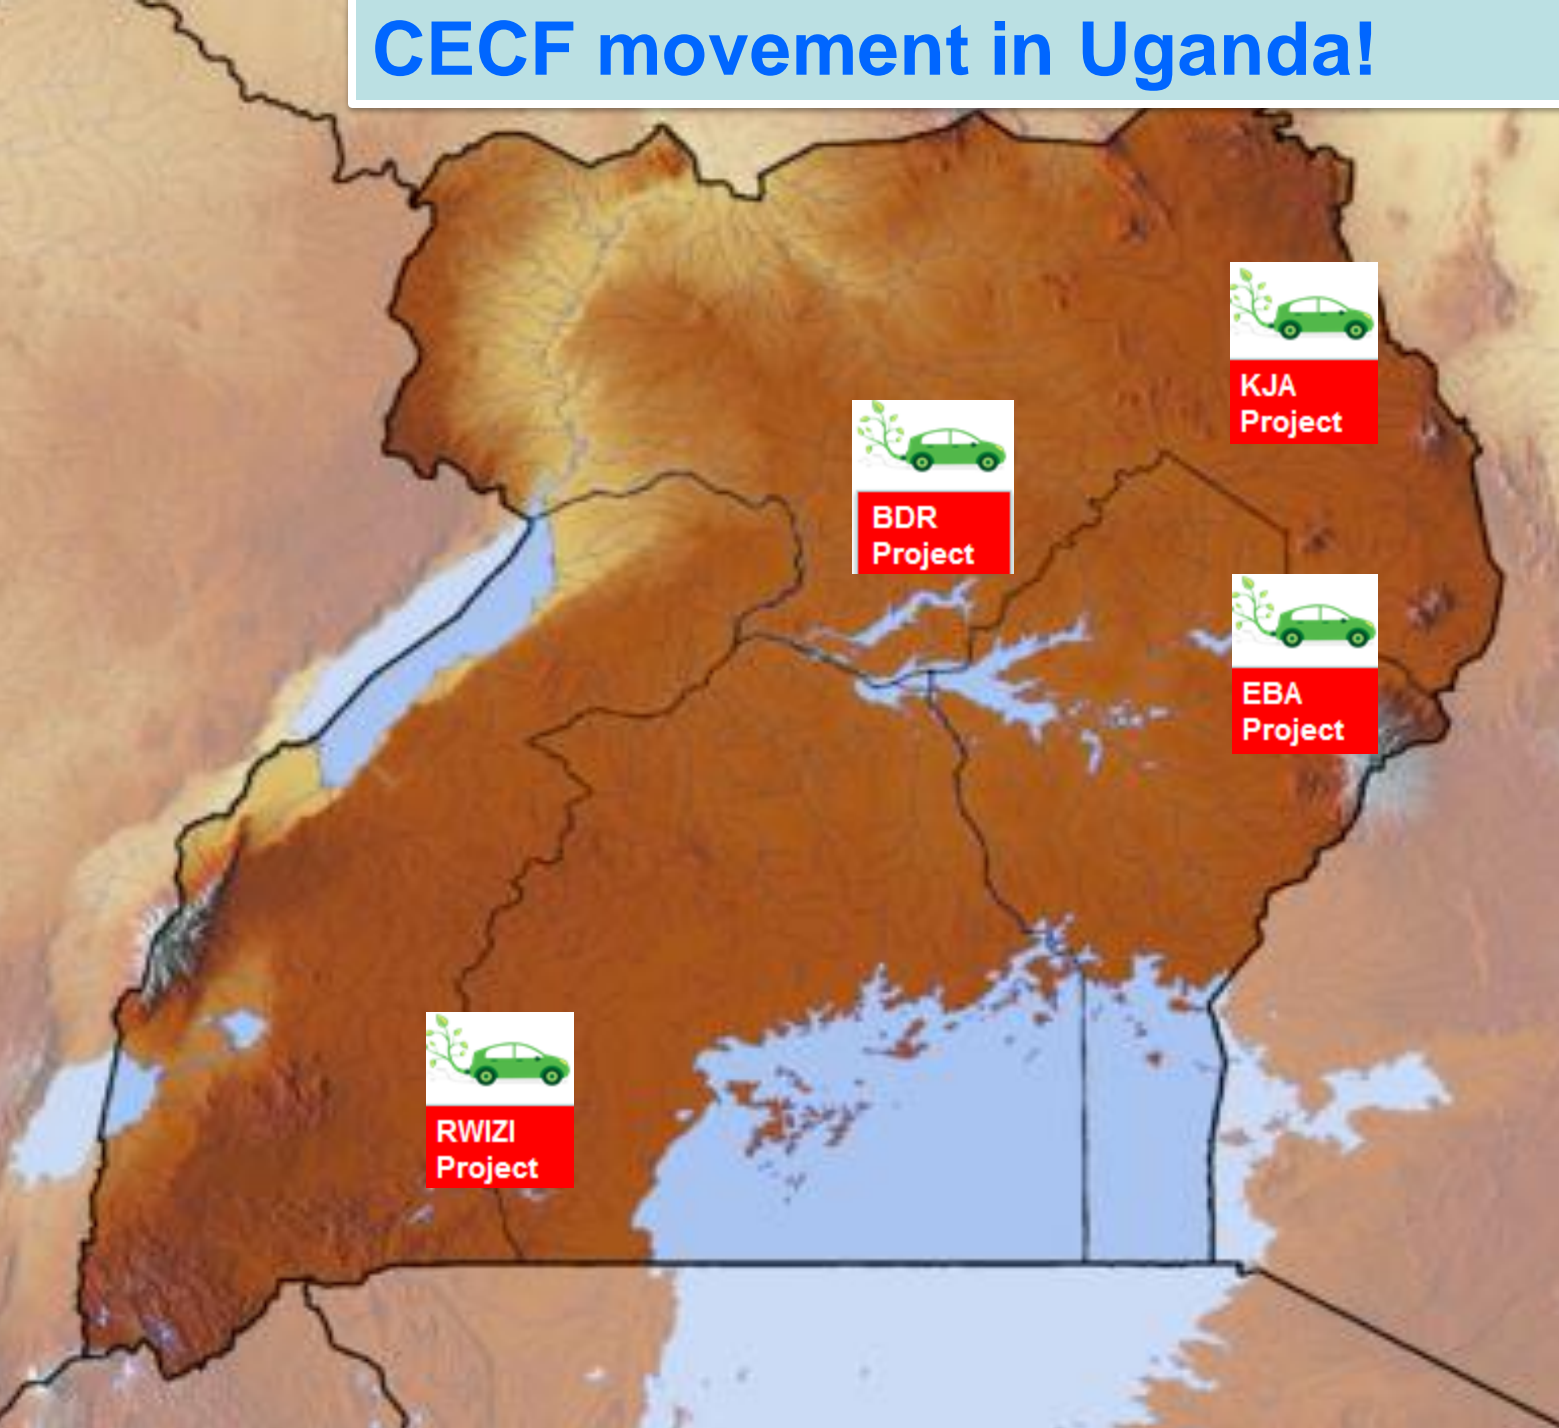 CECF movement in Uganda!
KJA
Project
BDR
Project
EBA
Project
RWIZI
Project